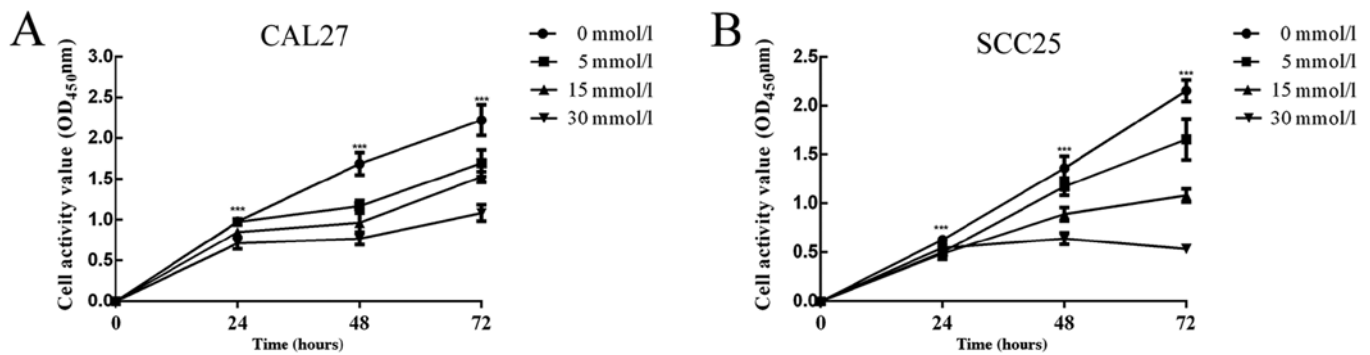 A
CAL27
Cell activity value (OD450nm)
3.0
2.5
2.0
1.5
1.0
0.5
0.0
***
***
***
0
24
48
72
Time (hours)
0 mmol/l
5 mmol/l
15 mmol/l
30 mmol/l
B
SCC25
Cell activity value (OD450nm)
2.5
2.0
1.5
1.0
0.5
0.0
***
***
***
0
24
48
72
Time (hours)
0 mmol/l
5 mmol/l
15 mmol/l
30 mmol/l